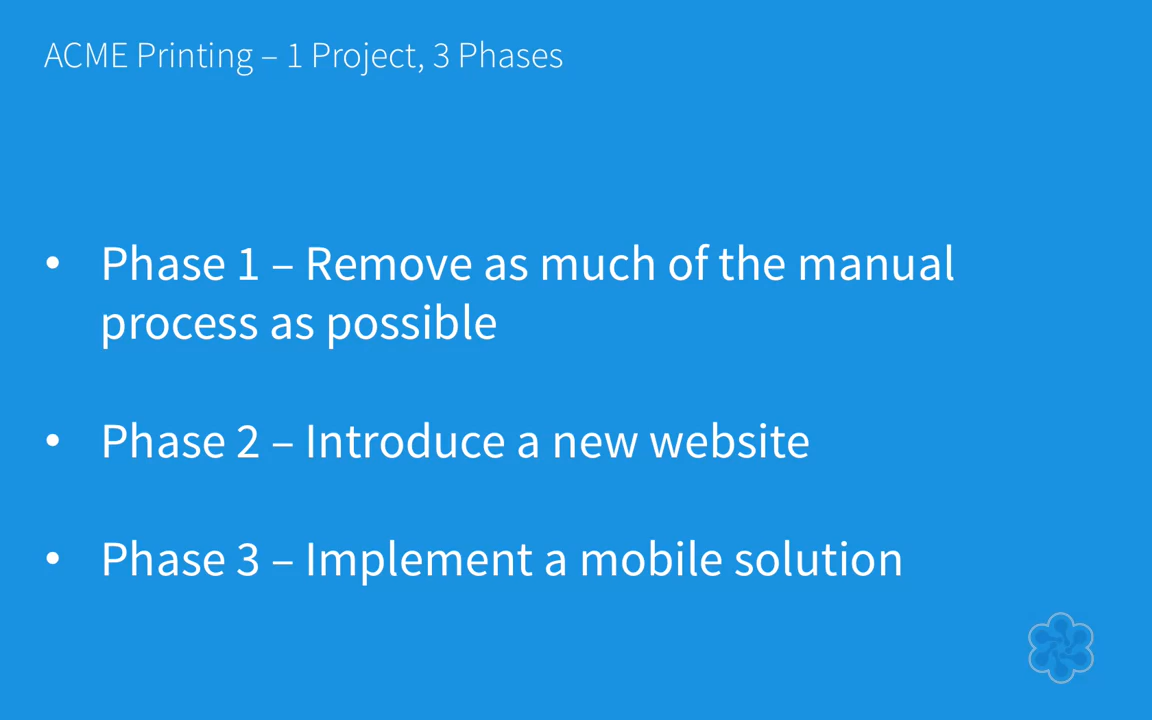 ACME Printing – 1 Project, 3 Phases
• Phase 1 – Remove as much of the manual
process as possible
• Phase 2 – Introduce a new website
• Phase 3 – Implement a mobile solution